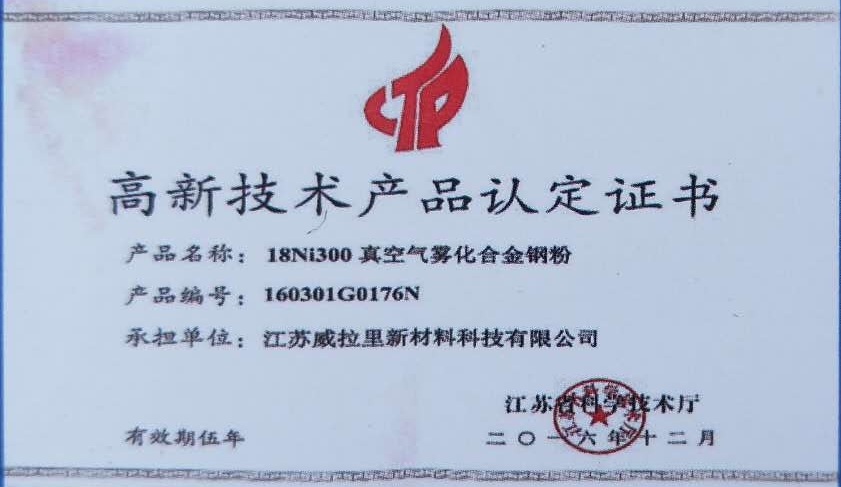 CTP
高新技术产品认定证书
产品名称：18Ni300 真空气雾化合金钢粉
产品编号：160301G0176N
承担单位：江苏威拉里新材料科技有限公司
江苏省科学技术厅
有效期伍年
二〇一六年十二月